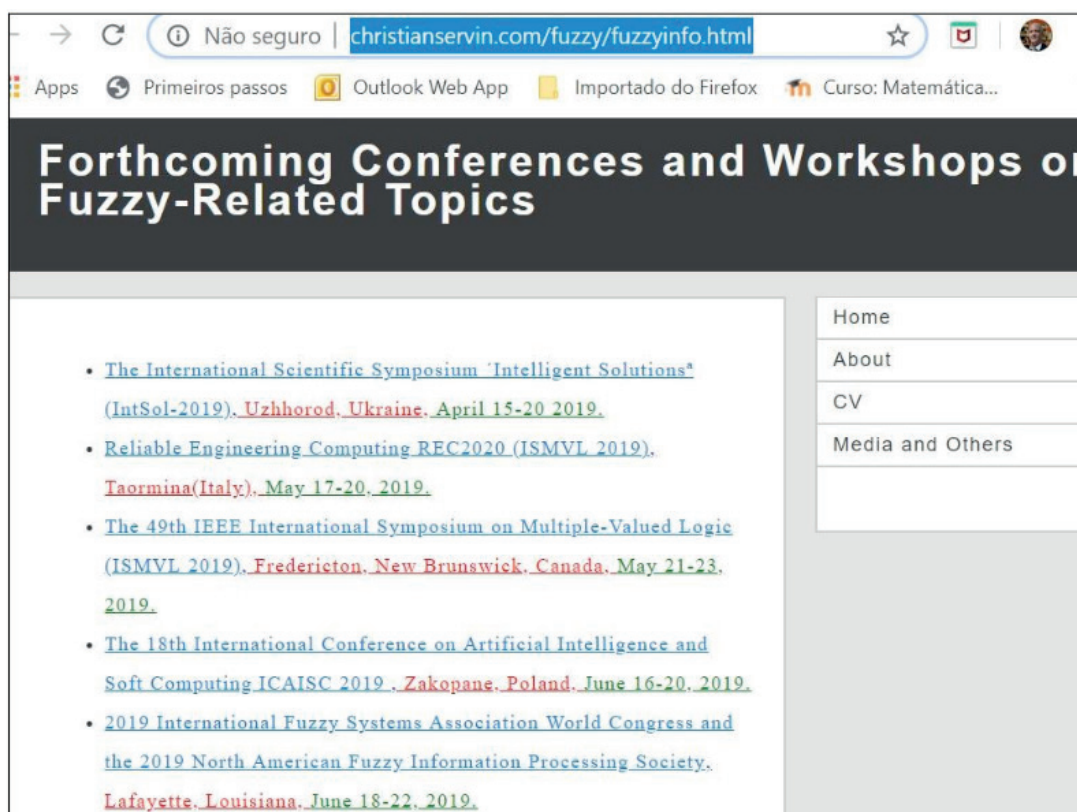 Não seguro | christianservin.com/fuzzy/fuzzyinfo.html
Apps Primeiros passos Outlook Web App Importado do Firefox Curso: Matemática...
Forthcoming Conferences and Workshops on
Fuzzy-Related Topics
• The International Scientific Symposium ´Intelligent Solutionsª
(IntSol-2019), Uzhhorod, Ukraine, April 15-20 2019.
• Reliable Engineering Computing REC2020 (ISMVL 2019),
Taormina(Italy), May 17-20, 2019.
• The 49th IEEE International Symposium on Multiple-Valued Logic
(ISMVL 2019), Fredericton, New Brunswick, Canada, May 21-23,
2019.
• The 18th International Conference on Artificial Intelligence and
Soft Computing ICAISC 2019 , Zakopane, Poland, June 16-20, 2019.
• 2019 International Fuzzy Systems Association World Congress and
the 2019 North American Fuzzy Information Processing Society,
Lafayette, Louisiana, June 18-22, 2019.
Home
About
CV
Media and Others